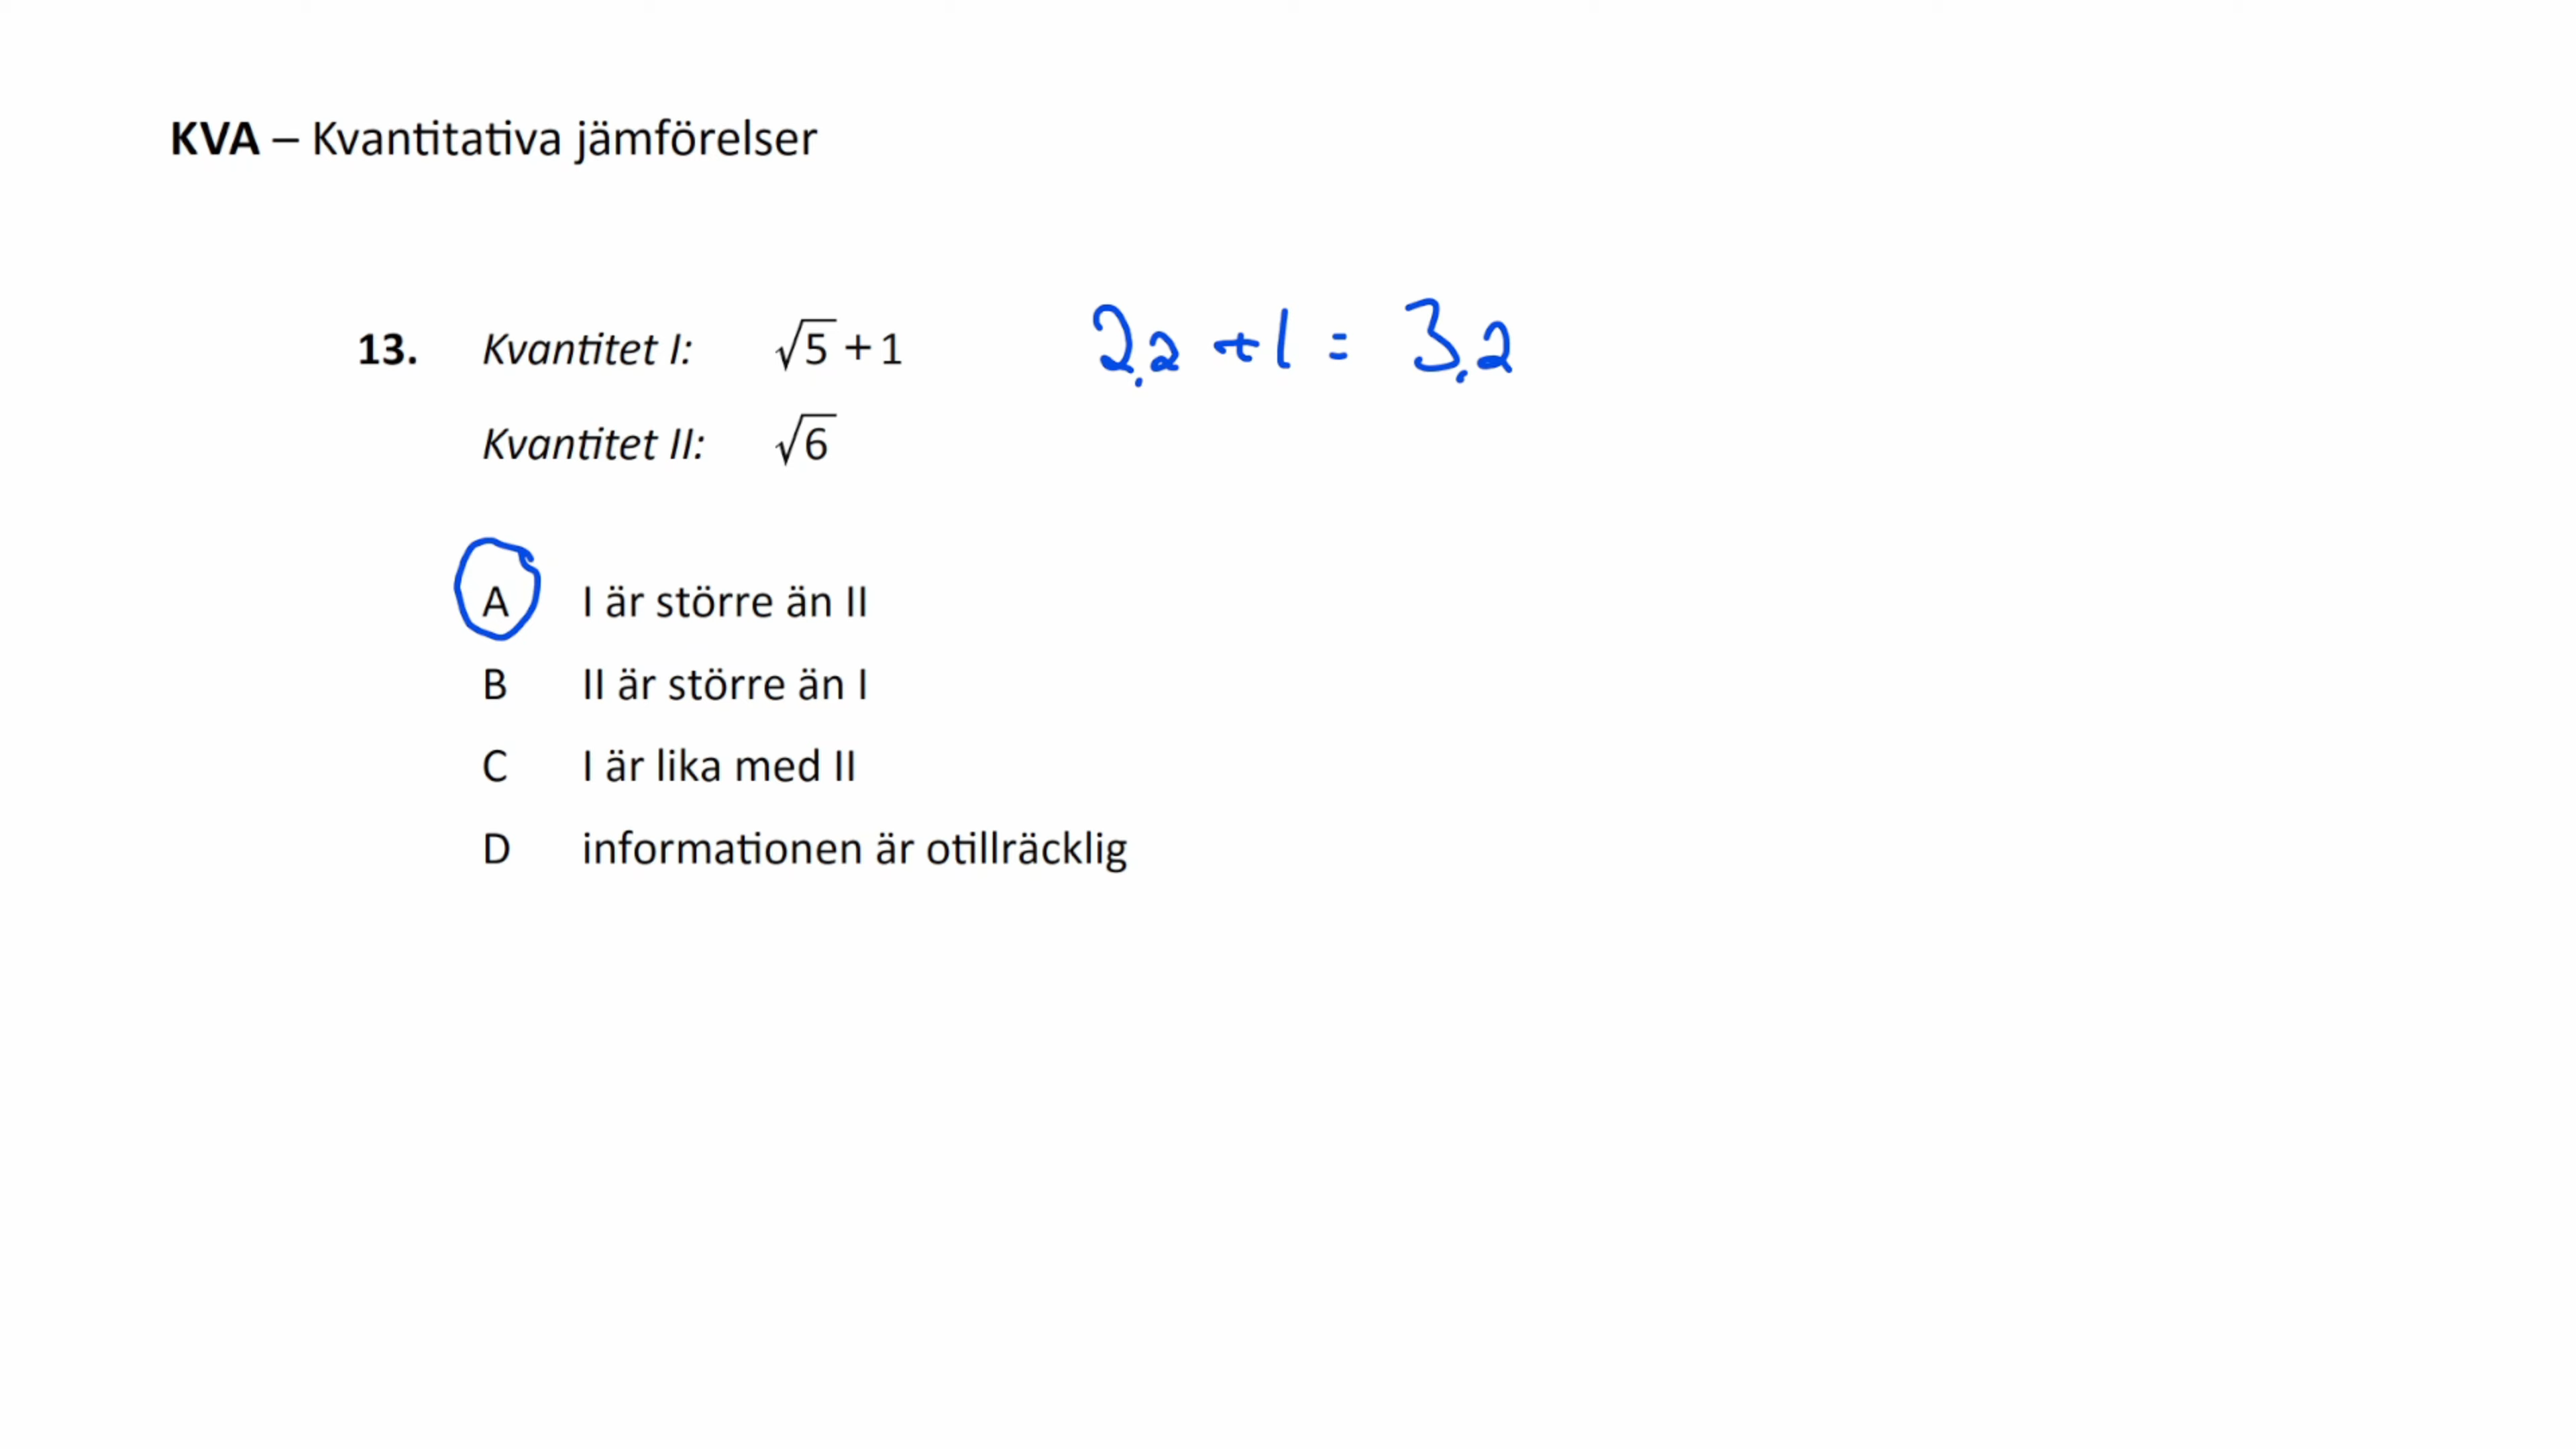 KVA – Kvantitativa jämförelser
13. Kvantitet I: √5 + 1 2.2 + 1 = 3.2
Kvantitet II: √6
A I är större än II
B II är större än I
C I är lika med II
D informationen är otillräcklig